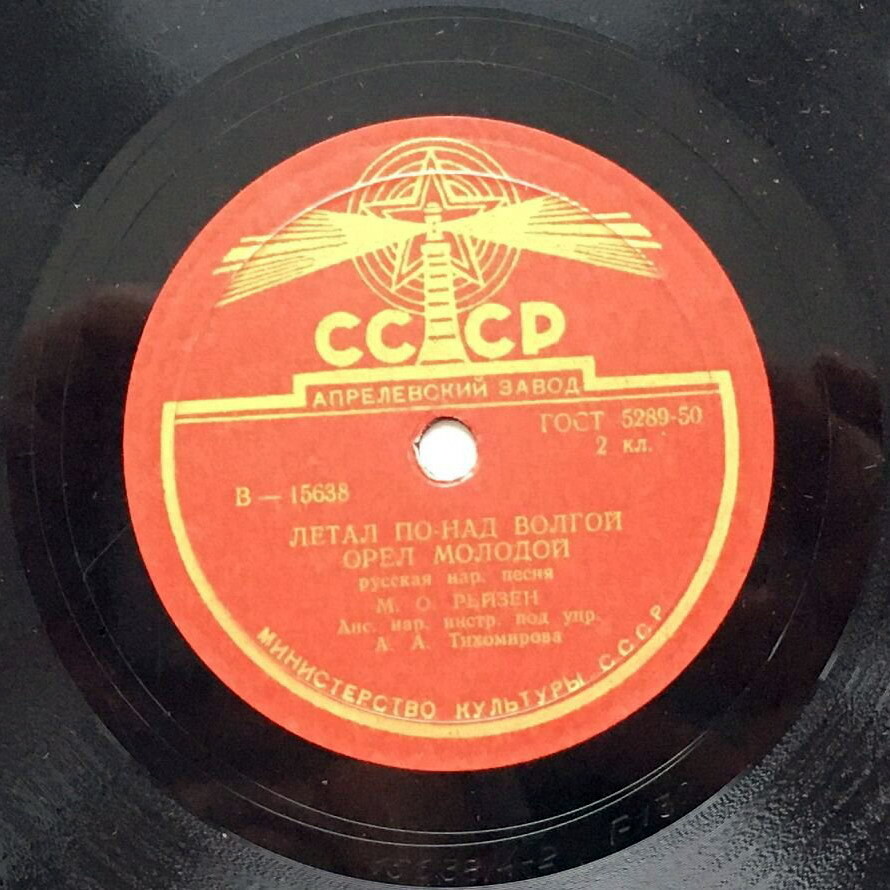 СССР
АПРЕЛЕВСКИЙ ЗАВОД
ГОСТ 5289-50
2 кл.
В — 15638
ЛЕТАЛ ПО-НАД ВОЛГОЙ
ОРЕЛ МОЛОДОЙ
русская нар. песня
М. О. РЕЙЗЕН
Анс. нар. инстр. под упр.
А. А. Тихомирова
МИНИСТЕРСТВО КУЛЬТУРЫ СССР